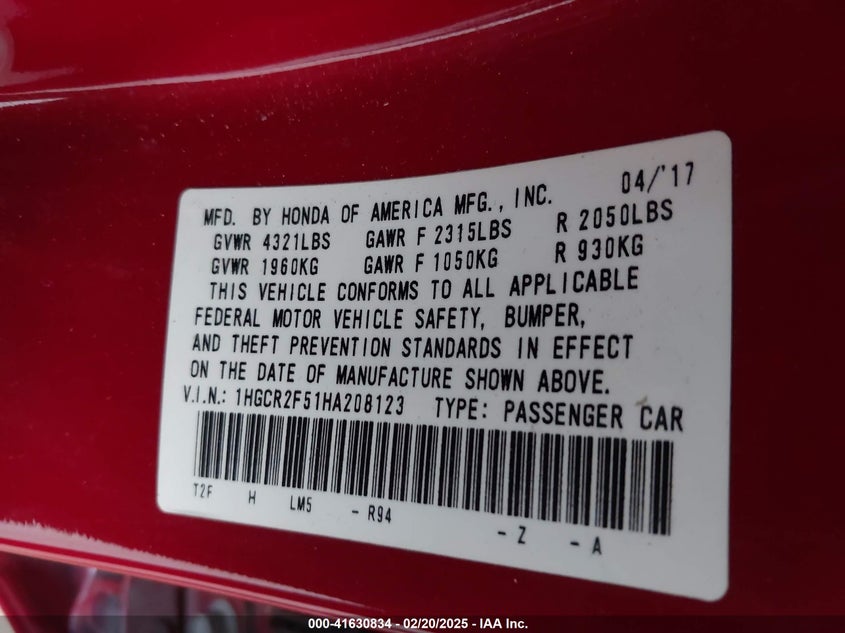 MFD. BY HONDA OF AMERICA MFG., INC. 04/'17
GVWR 4321LBS GAWR F 2315LBS R 2050LBS
GVWR 1960KG GAWR F 1050KG R 930KG
THIS VEHICLE CONFORMS TO ALL APPLICABLE
FEDERAL MOTOR VEHICLE SAFETY, BUMPER,
AND THEFT PREVENTION STANDARDS IN EFFECT
ON THE DATE OF MANUFACTURE SHOWN ABOVE.
V.I.N.: 1HGCR2F51HA208123 TYPE: PASSENGER CAR
T2F H LM5 - R94 - Z - A
000-41630834 - 02/20/2025 - IAA Inc.